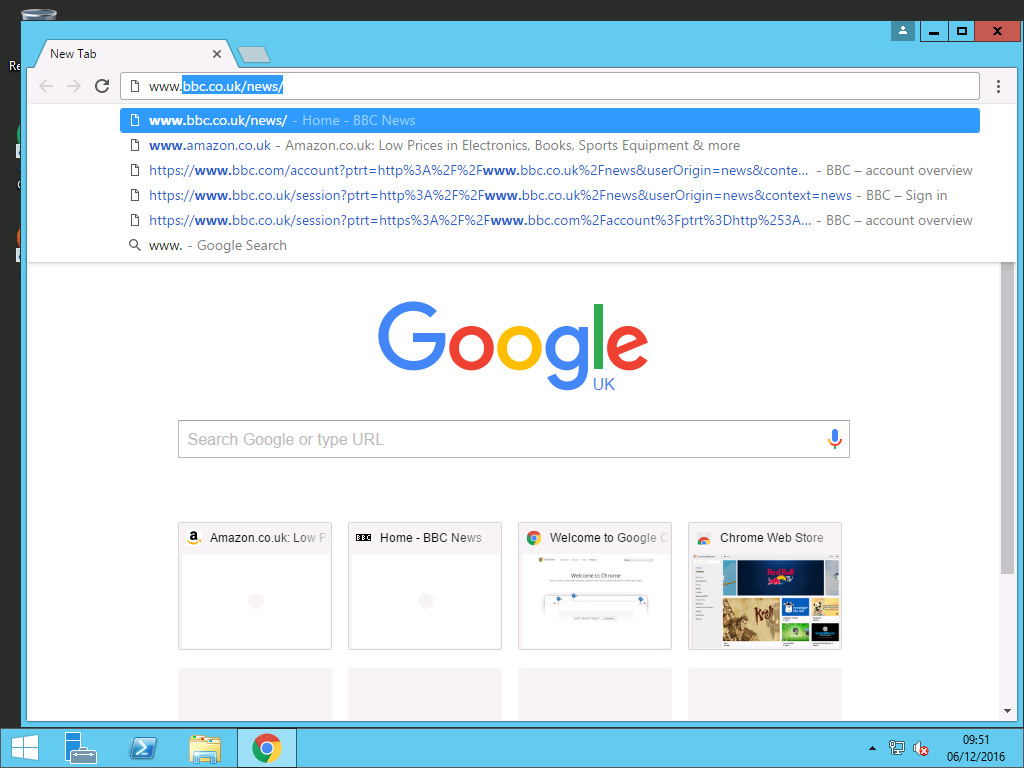 Re
New Tab
www.bbc.co.uk/news/
www.bbc.co.uk/news/ - Home - BBC News
www.amazon.co.uk - Amazon.co.uk: Low Prices in Electronics, Books, Sports Equipment & more
https://www.bbc.com/account?ptrt=http%3A%2F%2Fwww.bbc.co.uk%2Fnews&userOrigin=news&conte... - BBC – account overview
https://www.bbc.co.uk/session?ptrt=http%3A%2F%2Fwww.bbc.co.uk%2Fnews&userOrigin=news&context=news - BBC – Sign in
https://www.bbc.co.uk/session?ptrt=https%3A%2F%2Fwww.bbc.com%2Faccount%3Fptrt%3Dhttp%253A... - BBC – account overview
www. - Google Search
Google
UK
Search Google or type URL
Amazon.co.uk: Low P
BBC Home - BBC News
Welcome to Google C
Chrome Web Store
Welcome to Chrome
Red Bull
TV
09:51
06/12/2016